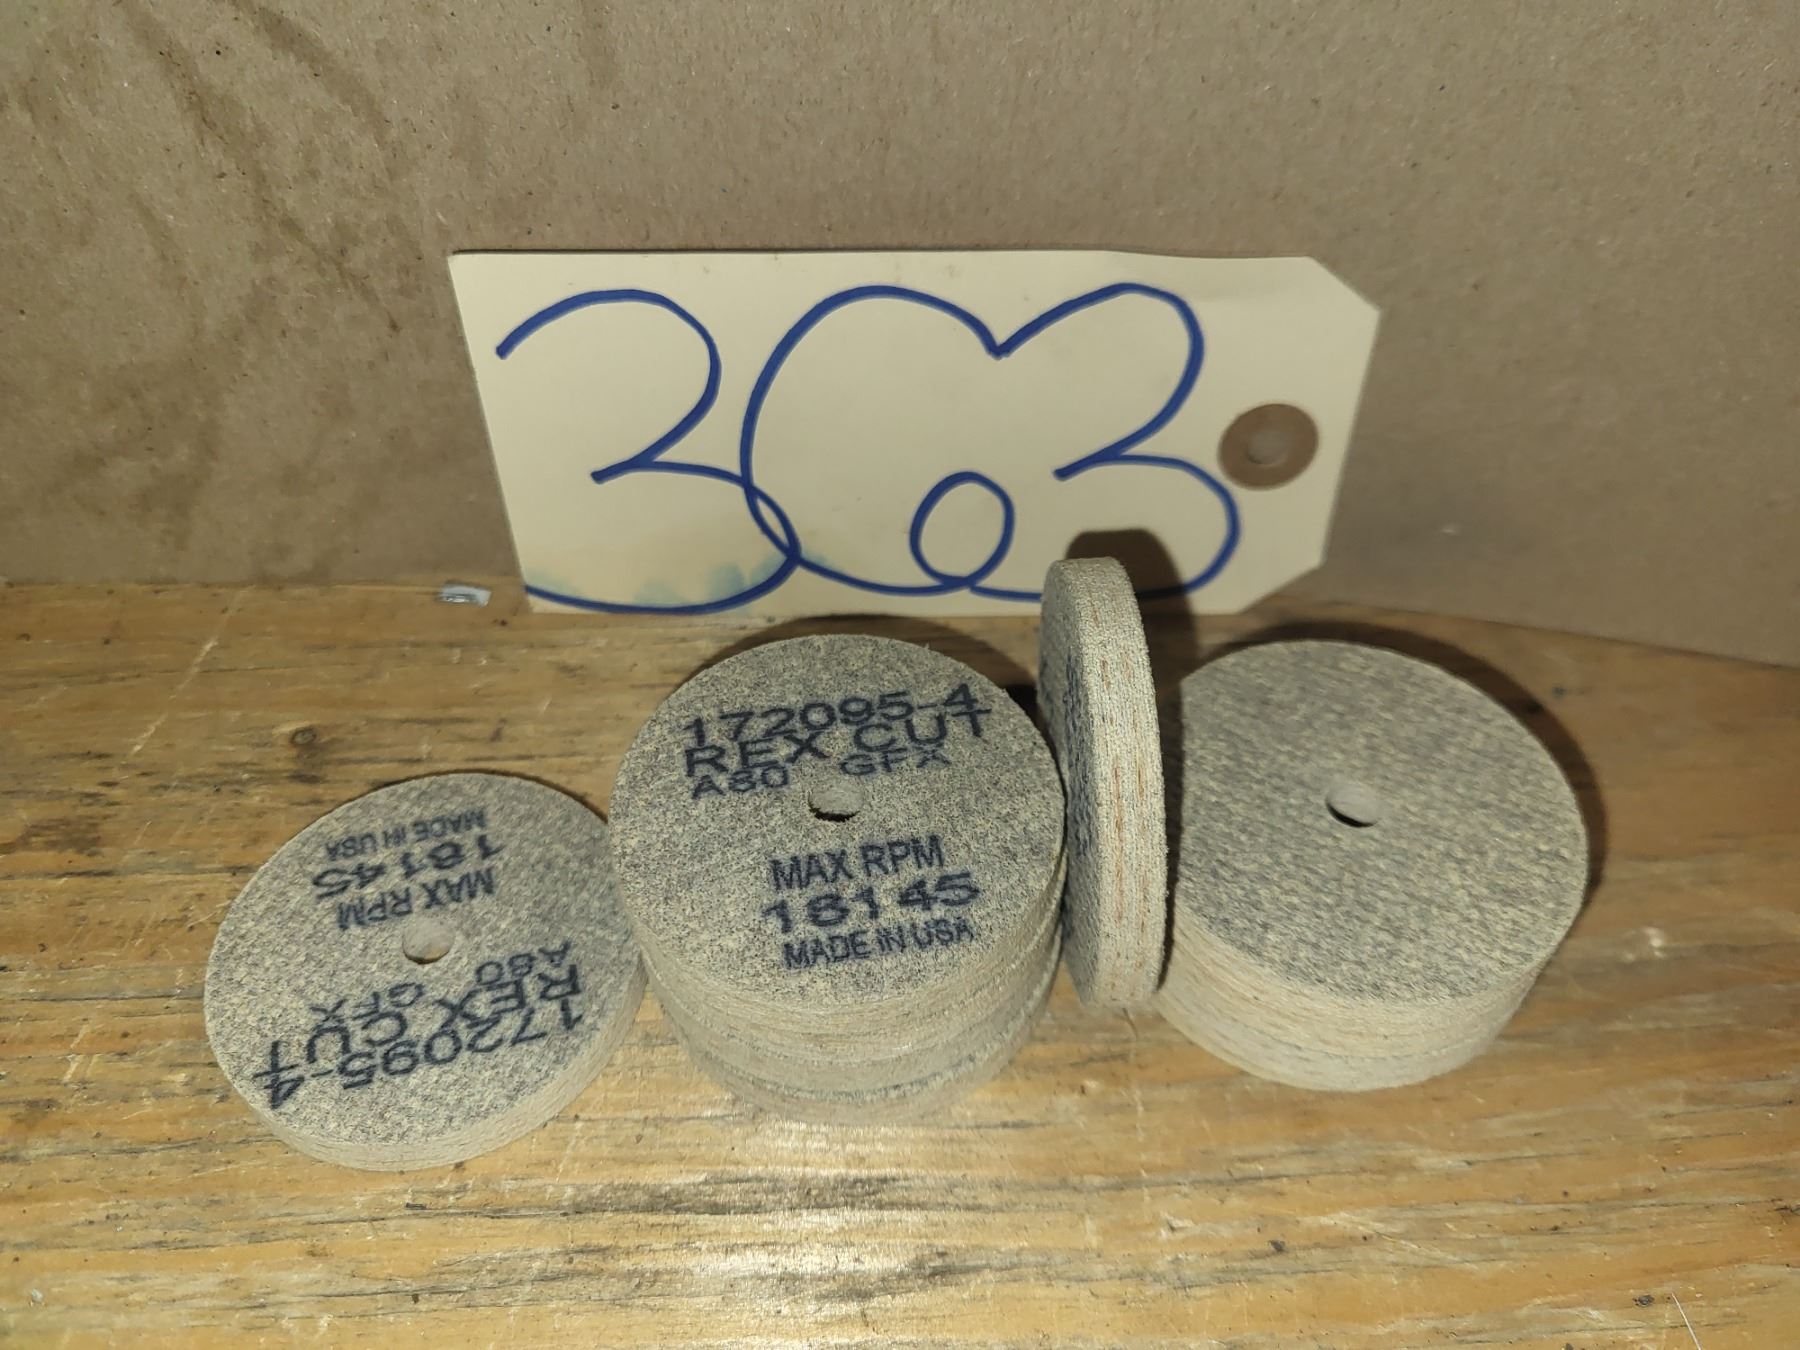 363
172095-4
REX CUT
A80 GFX
MAX RPM
18145
MADE IN USA
172095-4
REX CUT
A80 GFX
MAX RPM
18145
MADE IN USA